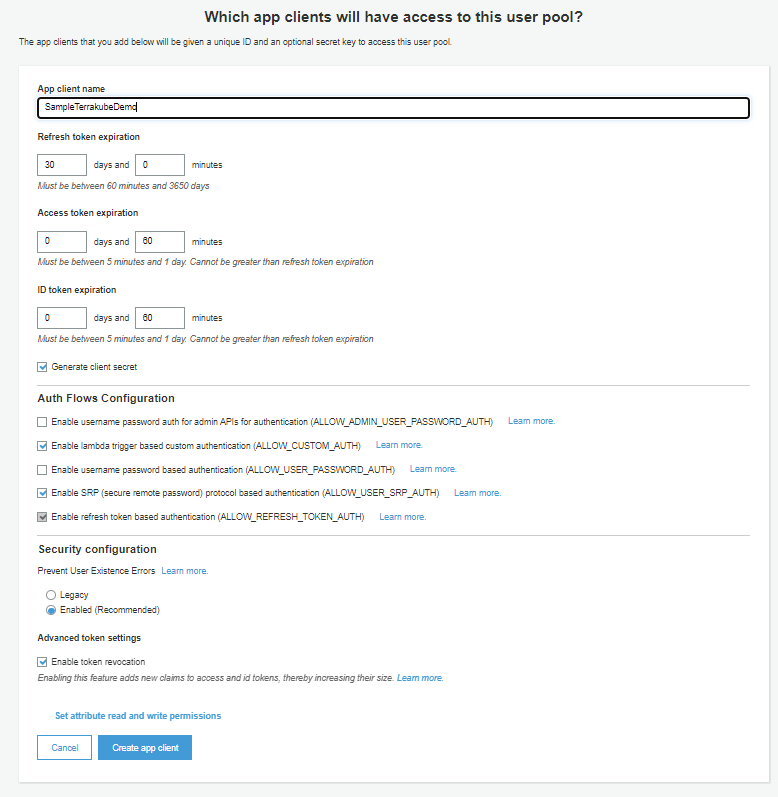 Which app clients will have access to this user pool?
The app clients that you add below will be given a unique ID and an optional secret key to access this user pool.
App client name
SampleTerrakubeDemo
Refresh token expiration
30 days and 0 minutes
Must be between 60 minutes and 3650 days
Access token expiration
0 days and 60 minutes
Must be between 5 minutes and 1 day. Cannot be greater than refresh token expiration
ID token expiration
0 days and 60 minutes
Must be between 5 minutes and 1 day. Cannot be greater than refresh token expiration
Generate client secret
Auth Flows Configuration
Enable username password auth for admin APIs for authentication (ALLOW_ADMIN_USER_PASSWORD_AUTH) Learn more.
Enable lambda trigger based custom authentication (ALLOW_CUSTOM_AUTH) Learn more.
Enable username password based authentication (ALLOW_USER_PASSWORD_AUTH) Learn more.
Enable SRP (secure remote password) protocol based authentication (ALLOW_USER_SRP_AUTH) Learn more.
Enable refresh token based authentication (ALLOW_REFRESH_TOKEN_AUTH) Learn more.
Security configuration
Prevent User Existence Errors Learn more.
Legacy
Enabled (Recommended)
Advanced token settings
Enable token revocation
Enabling this feature adds new claims to access and id tokens, thereby increasing their size. Learn more.
Set attribute read and write permissions
Cancel Create app client